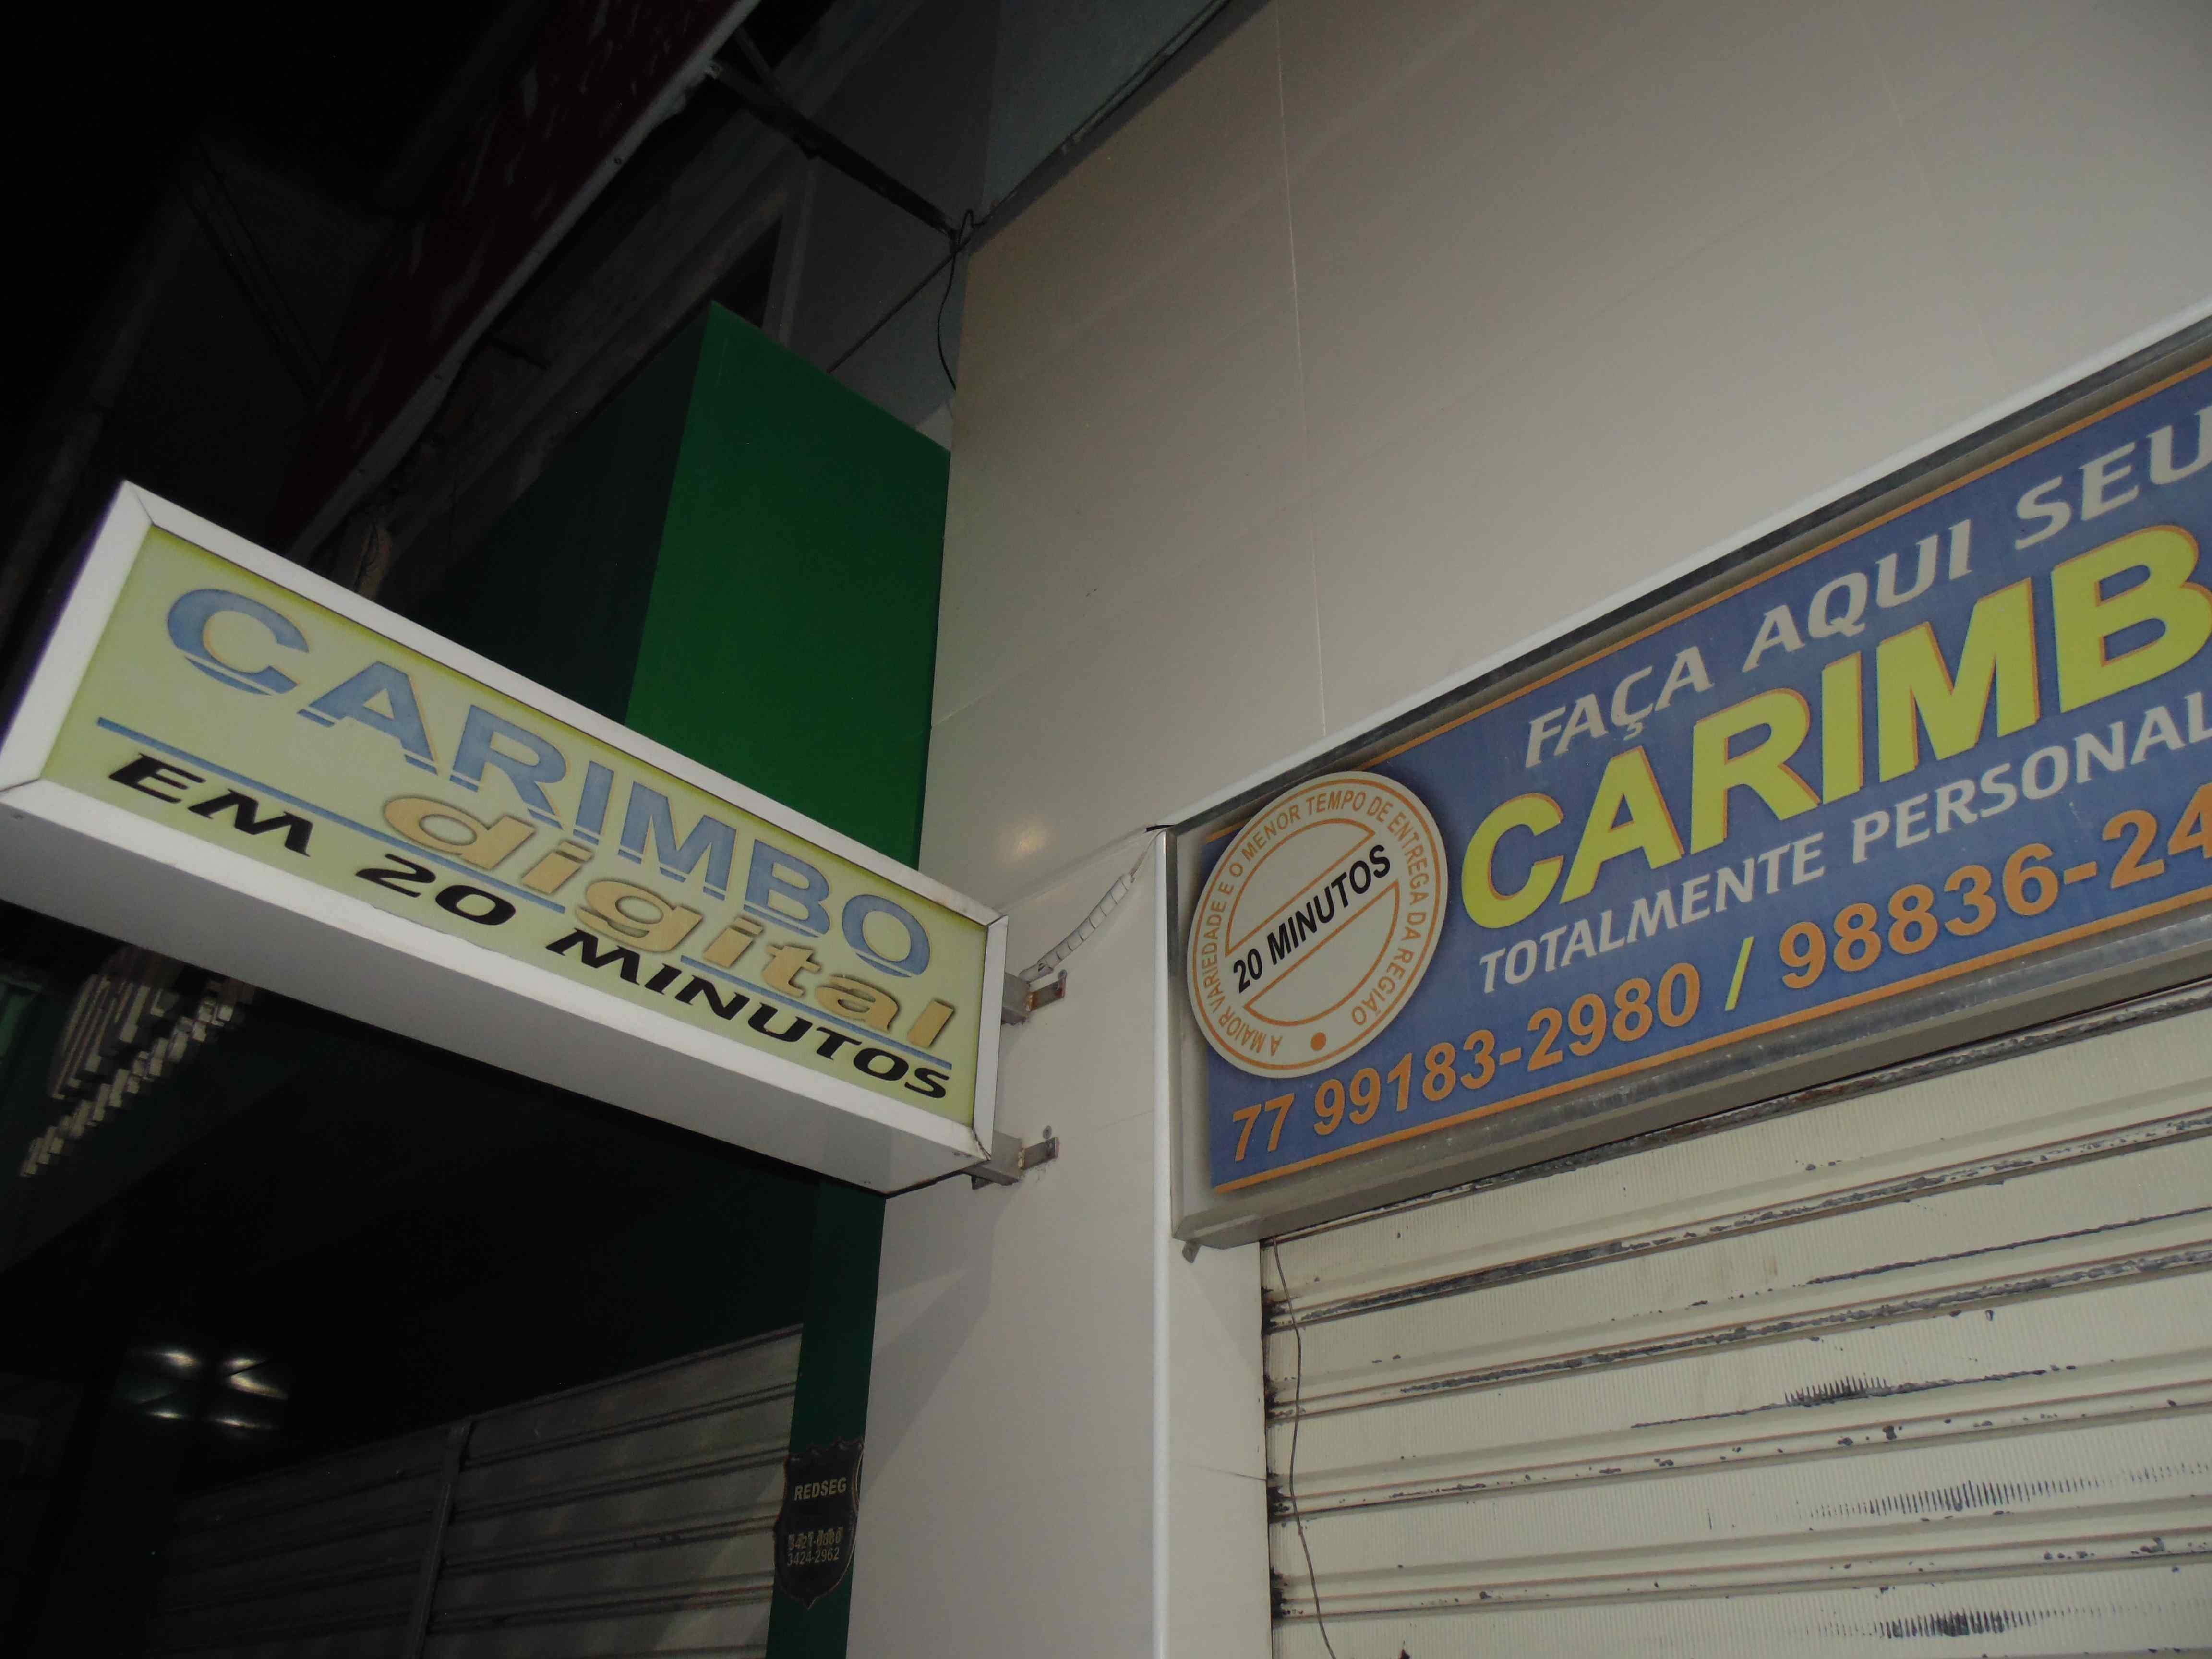 CARIMBO
digital
EM 20 MINUTOS
FAÇA AQUI SEU
CARIMB
TOTALMENTE PERSONAL
77 99183-2980 / 98836-24
A MAIOR VARIEDADE E O MENOR TEMPO DE ENTREGA DA REGIÃO
20 MINUTOS
REDSEG
3424-2962